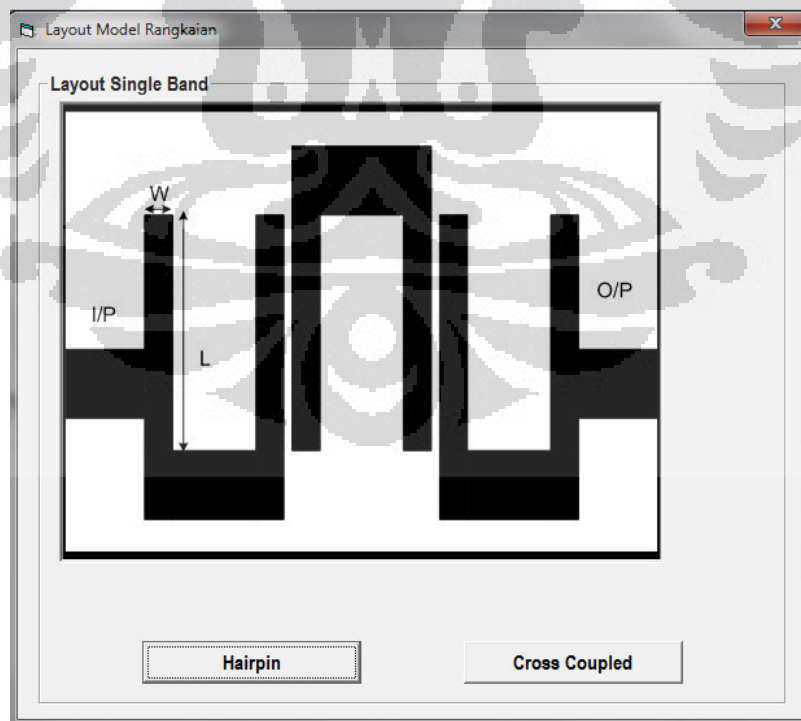 Layout Model Rangkaian
Layout Single Band
W
I/P
L
O/P
Hairpin
Cross Coupled